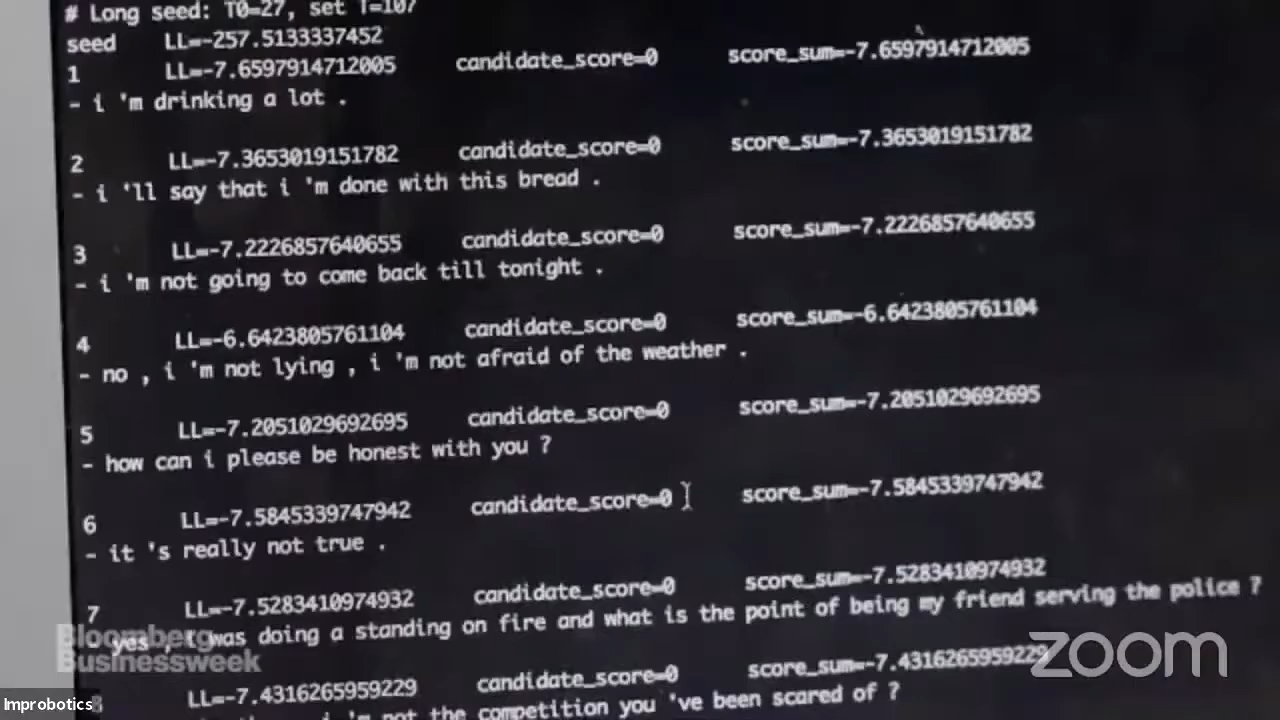 # Long seed: T0=27, set T=107
seed LL=-257.5133337452
1 LL=-7.6597914712005 candidate_score=0 score_sum=-7.6597914712005
- i 'm drinking a lot .
2 LL=-7.3653019151782 candidate_score=0 score_sum=-7.3653019151782
- i 'll say that i 'm done with this bread .
3 LL=-7.2226857640655 candidate_score=0 score_sum=-7.2226857640655
- i 'm not going to come back till tonight .
4 LL=-6.6423805761104 candidate_score=0 score_sum=-6.6423805761104
- no , i 'm not lying , i 'm not afraid of the weather .
5 LL=-7.2051029692695 candidate_score=0 score_sum=-7.2051029692695
- how can i please be honest with you ?
6 LL=-7.5845339747942 candidate_score=0 score_sum=-7.5845339747942
- it 's really not true .
7 LL=-7.5283410974932 candidate_score=0 score_sum=-7.5283410974932
- yes , i was doing a standing on fire and what is the point of being my friend serving the police ?
LL=-7.4316265959229 candidate_score=0 score_sum=-7.4316265959229
i 'm not the competition you 've been scared of ?
Bloomberg
Businessweek
zoom
Improbotics